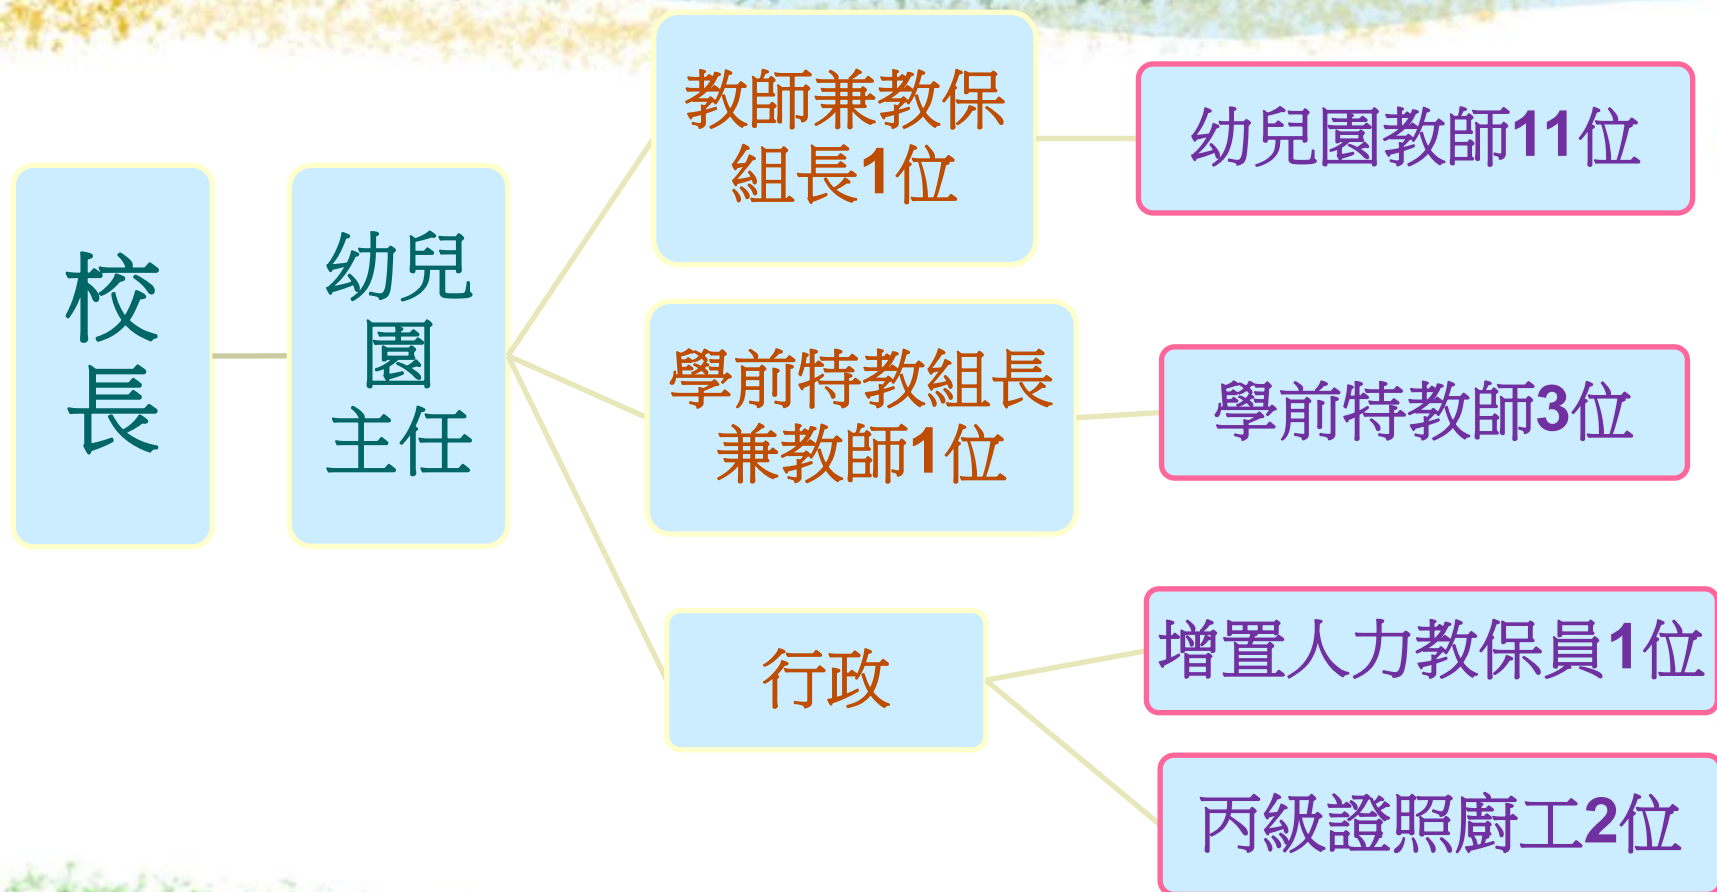 校
長
幼兒
園
主任
教師兼教保
組長1位
幼兒園教師11位
學前特教組長
兼教師1位
學前特教師3位
行政
增置人力教保員1位
丙級證照廚工2位